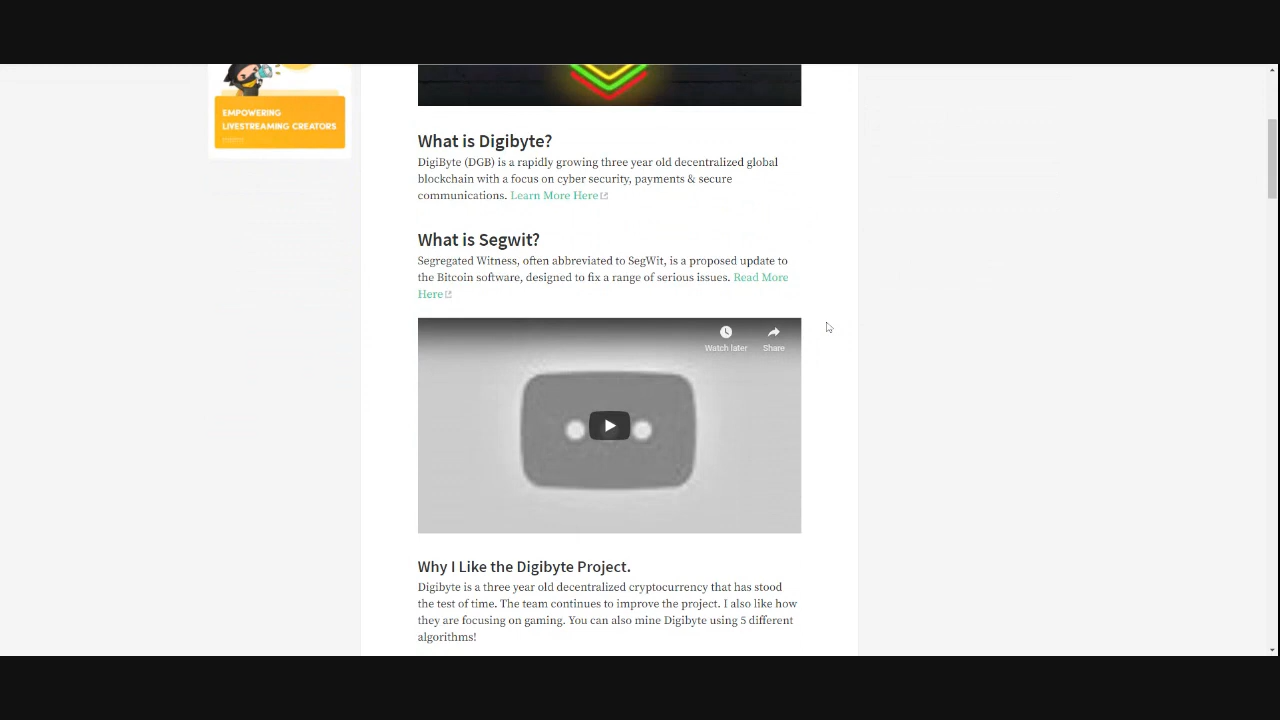 EMPOWERING
LIVESTREAMING CREATORS
What is Digibyte?
DigiByte (DGB) is a rapidly growing three year old decentralized global
blockchain with a focus on cyber security, payments & secure
communications. Learn More Here
What is Segwit?
Segregated Witness, often abbreviated to SegWit, is a proposed update to
the Bitcoin software, designed to fix a range of serious issues. Read More
Here
Watch later
Share
Why I Like the Digibyte Project.
Digibyte is a three year old decentralized cryptocurrency that has stood
the test of time. The team continues to improve the project. I also like how
they are focusing on gaming. You can also mine Digibyte using 5 different
algorithms!